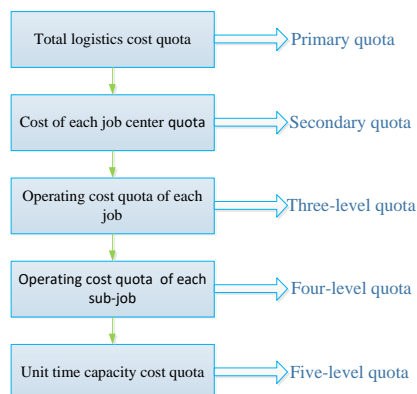 Total logistics cost quota
Primary quota
Cost of each job center quota
Secondary quota
Operating cost quota of each
job
Three-level quota
Operating cost quota of each
sub-job
Four-level quota
Unit time capacity cost quota
Five-level quota